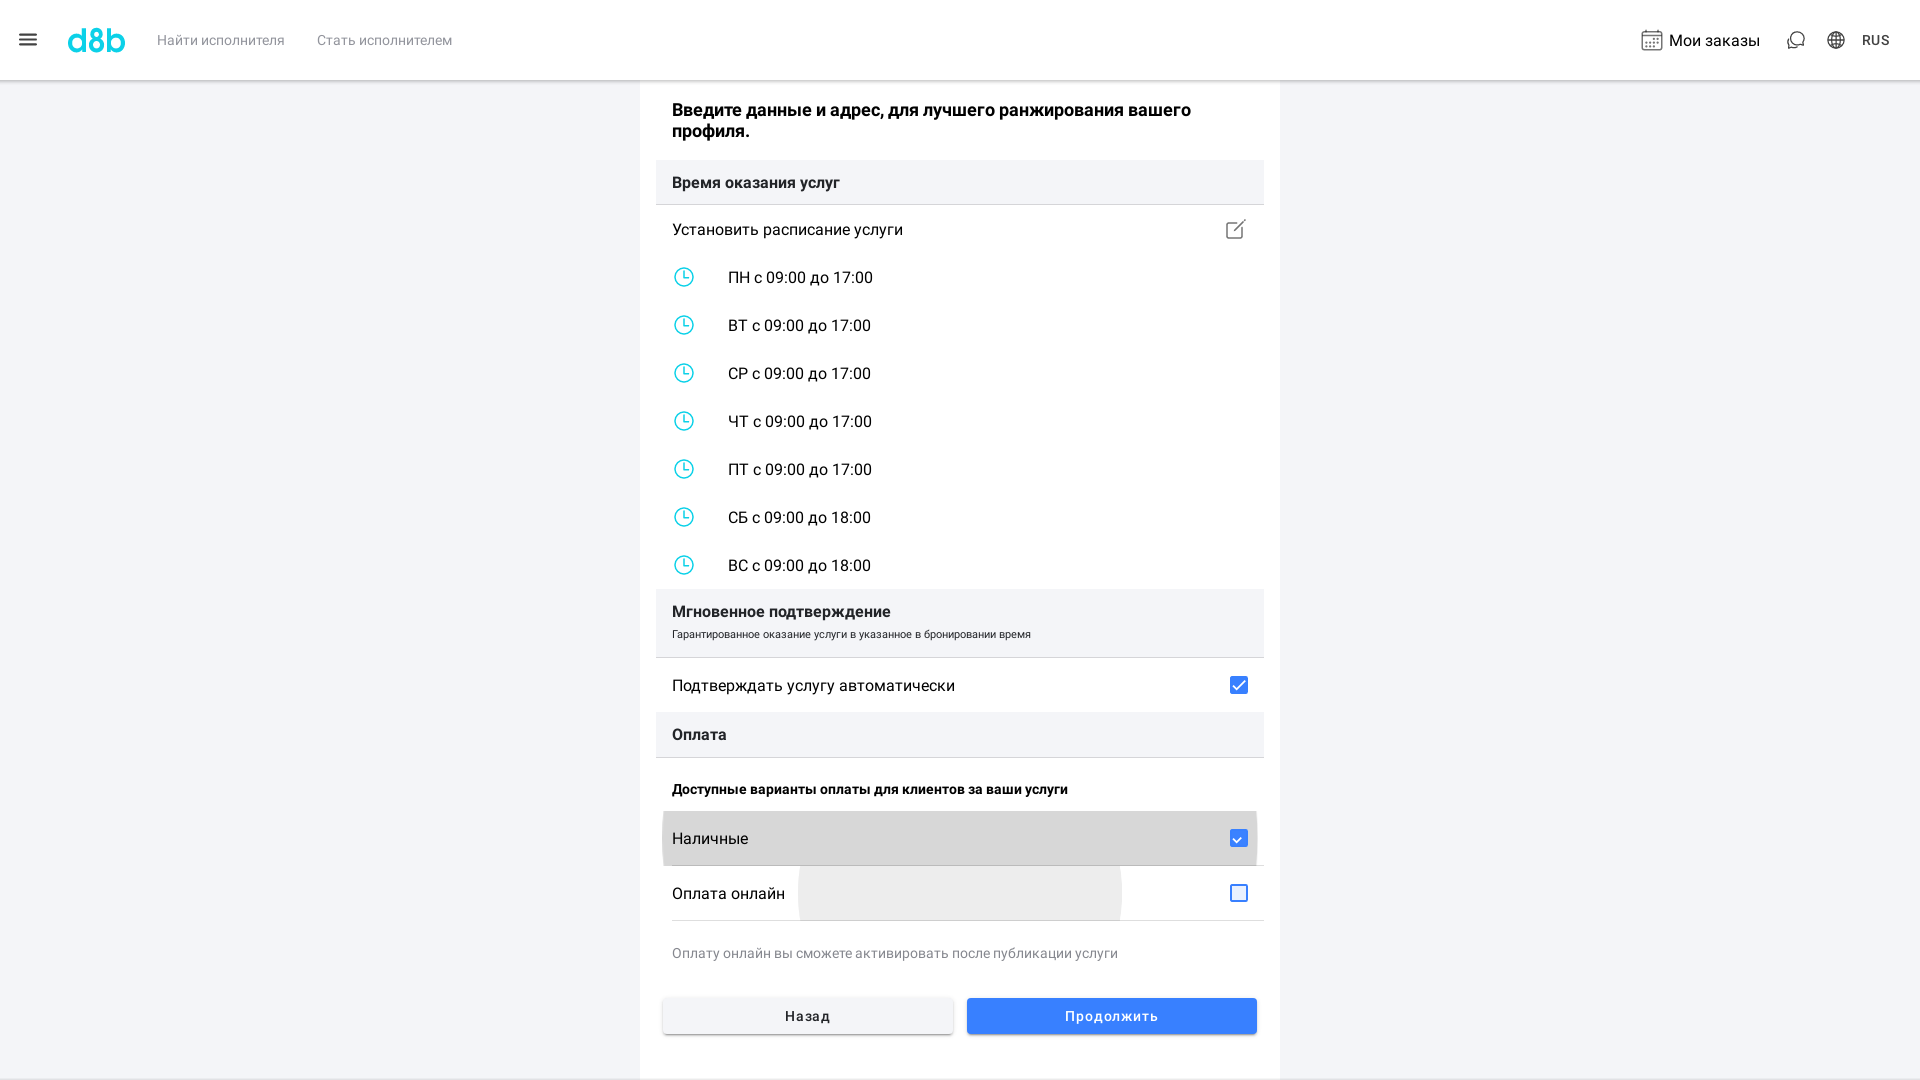 d8b
Найти исполнителя
Стать исполнителем
Мои заказы
RUS
Введите данные и адрес, для лучшего ранжирования вашего
профиля.
Время оказания услуг
Установить расписание услуги
ПН с 09:00 до 17:00
ВТ с 09:00 до 17:00
СР с 09:00 до 17:00
ЧТ с 09:00 до 17:00
ПТ с 09:00 до 17:00
СБ с 09:00 до 18:00
ВС с 09:00 до 18:00
Мгновенное подтверждение
Гарантированное оказание услуги в указанное в бронировании время
Подтверждать услугу автоматически
Оплата
Доступные варианты оплаты для клиентов за ваши услуги
Наличные
Оплата онлайн
Оплату онлайн вы сможете активировать после публикации услуги
Назад
Продолжить